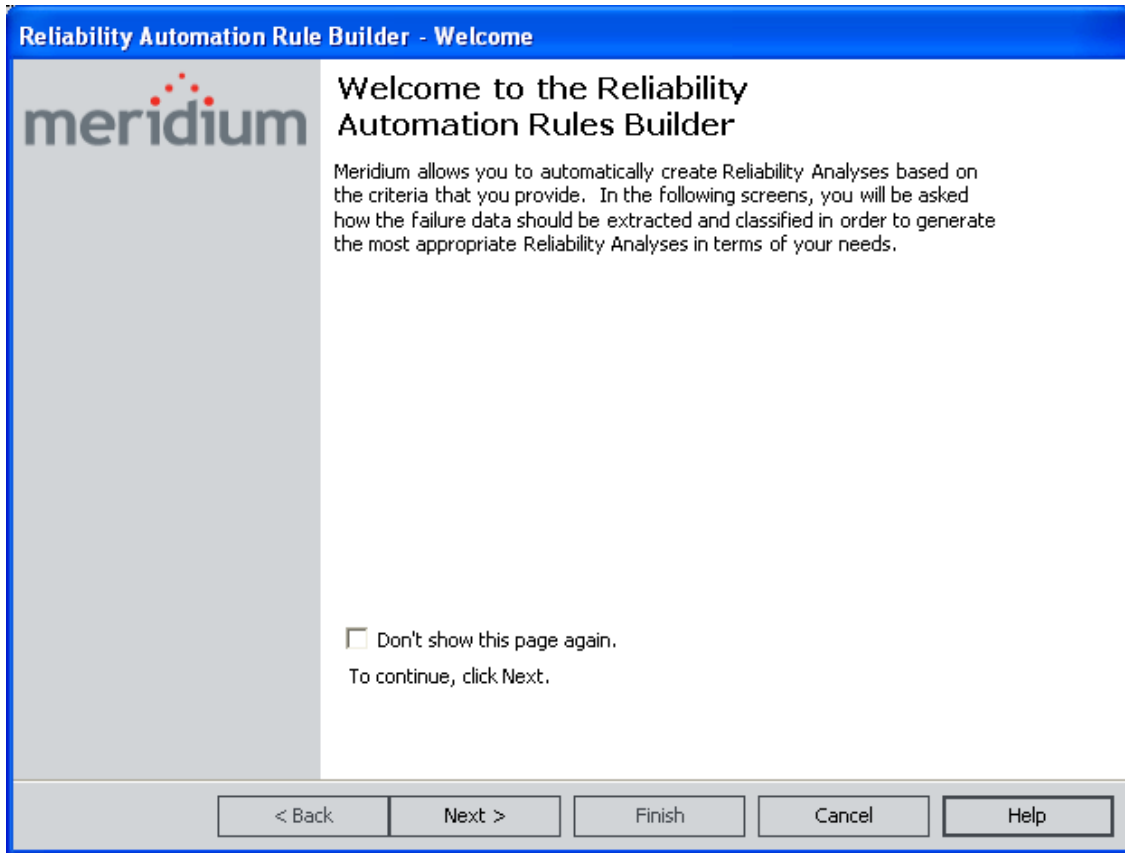 Reliability Automation Rule Builder - Welcome
meridium
Welcome to the Reliability
Automation Rules Builder
Meridium allows you to automatically create Reliability Analyses based on
the criteria that you provide. In the following screens, you will be asked
how the failure data should be extracted and classified in order to generate
the most appropriate Reliability Analyses in terms of your needs.
Don't show this page again.
To continue, click Next.
< Back Next > Finish Cancel Help